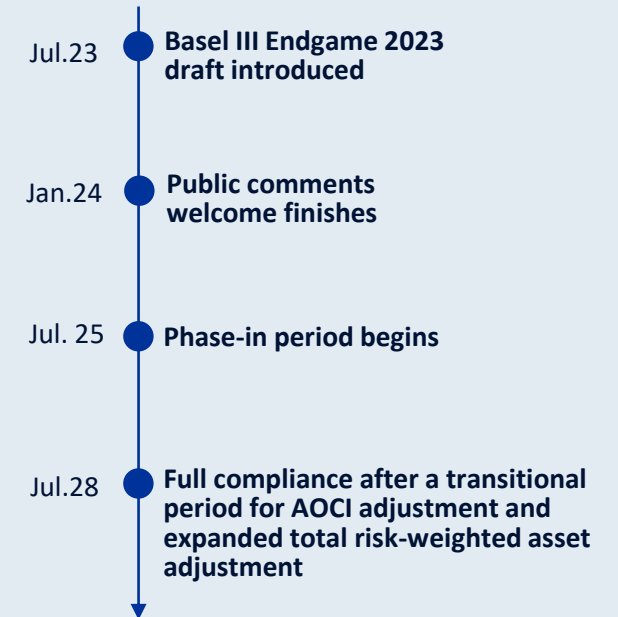 Jul.23
Basel III Endgame 2023
draft introduced
Jan.24
Public comments
welcome finishes
Jul. 25
Phase-in period begins
Jul.28
Full compliance after a transitional
period for AOCI adjustment and
expanded total risk-weighted asset
adjustment